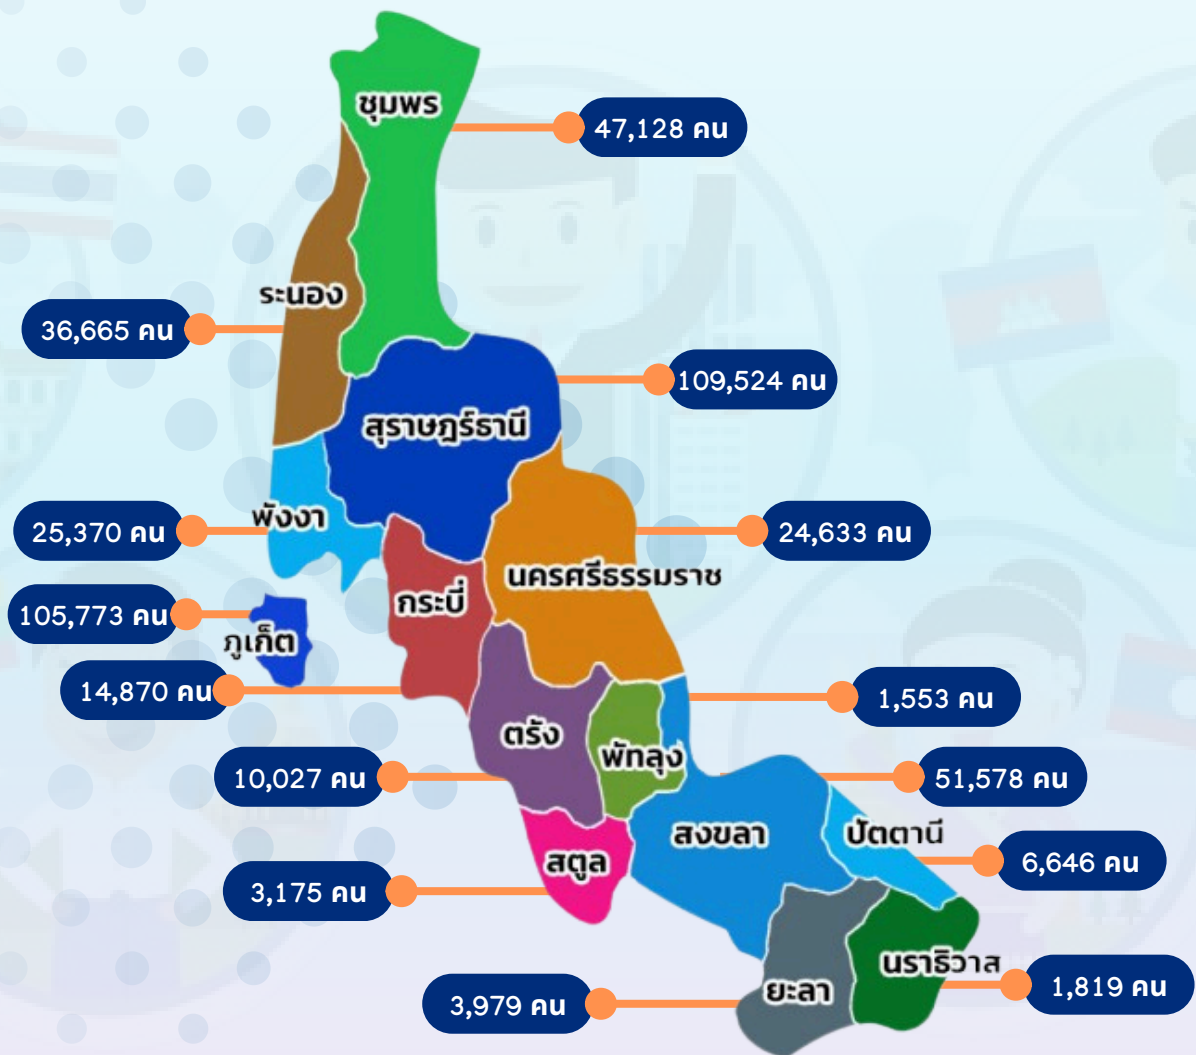 ชุมพร
47,128 คน
ระนอง
36,665 คน
109,524 คน
สุราษฎร์ธานี
พังงา
25,370 คน
24,633 คน
นครศรีธรรมราช
กระบี่
105,773 คน
ภูเก็ต
14,870 คน
1,553 คน
ตรัง
พัทลุง
10,027 คน
51,578 คน
สงขลา
ปัตตานี
สตูล
6,646 คน
3,175 คน
นราธิวาส
ยะลา
1,819 คน
3,979 คน